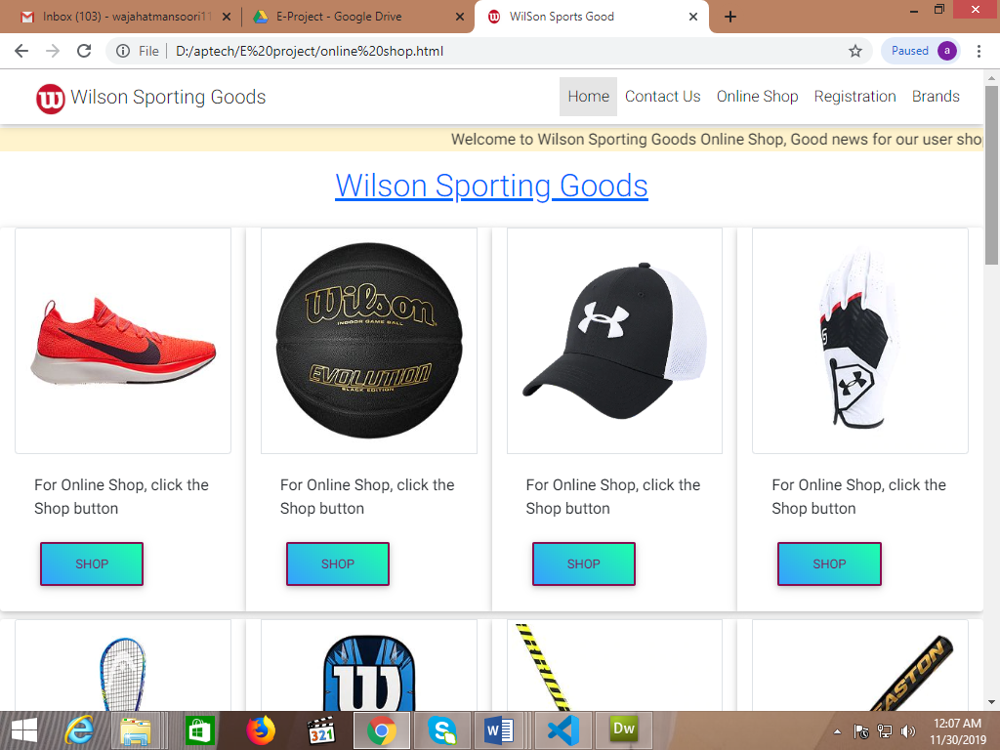 Inbox (103) - wajahatmansoori11
E-Project - Google Drive
WilSon Sports Good
File
D:/aptech/E%20project/online%20shop.html
Paused
a
W Wilson Sporting Goods
Home
Contact Us
Online Shop
Registration
Brands
Welcome to Wilson Sporting Goods Online Shop, Good news for our user sho
Wilson Sporting Goods
Wilson
INDOOR GAME BALL
EVOLUTION
BLACK EDITION
For Online Shop, click the
Shop button
SHOP
For Online Shop, click the
Shop button
SHOP
For Online Shop, click the
Shop button
SHOP
For Online Shop, click the
Shop button
SHOP
W
EASTON
321
Dw
12:07 AM
11/30/2019